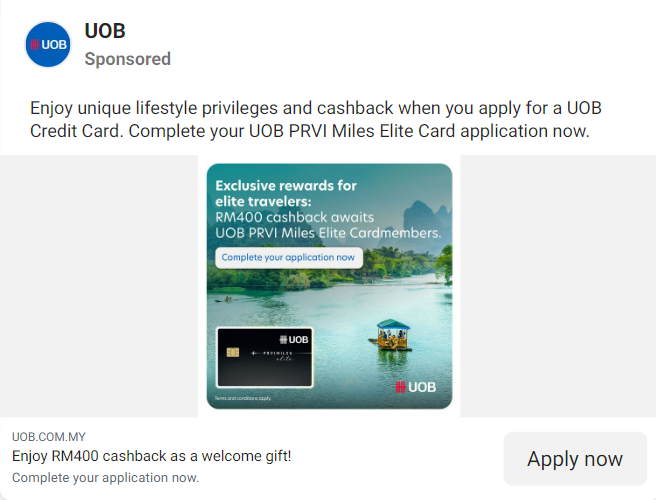 UOB
UOB
Sponsored
Enjoy unique lifestyle privileges and cashback when you apply for a UOB
Credit Card. Complete your UOB PRVI Miles Elite Card application now.
Exclusive rewards for
elite travelers:
RM400 cashback awaits
UOB PRVI Miles Elite Cardmembers.
Complete your application now
UOB
PRVIMILES
elite
UOB
Terms and conditions apply.
UOB.COM.MY
Enjoy RM400 cashback as a welcome gift!
Complete your application now.
Apply now